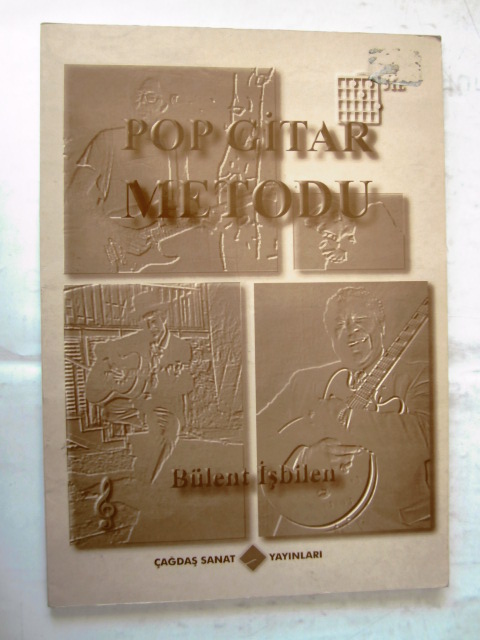 POP GİTAR
METODU
Bülent İşbilen
ÇAĞDAŞ SANAT YAYINLARI